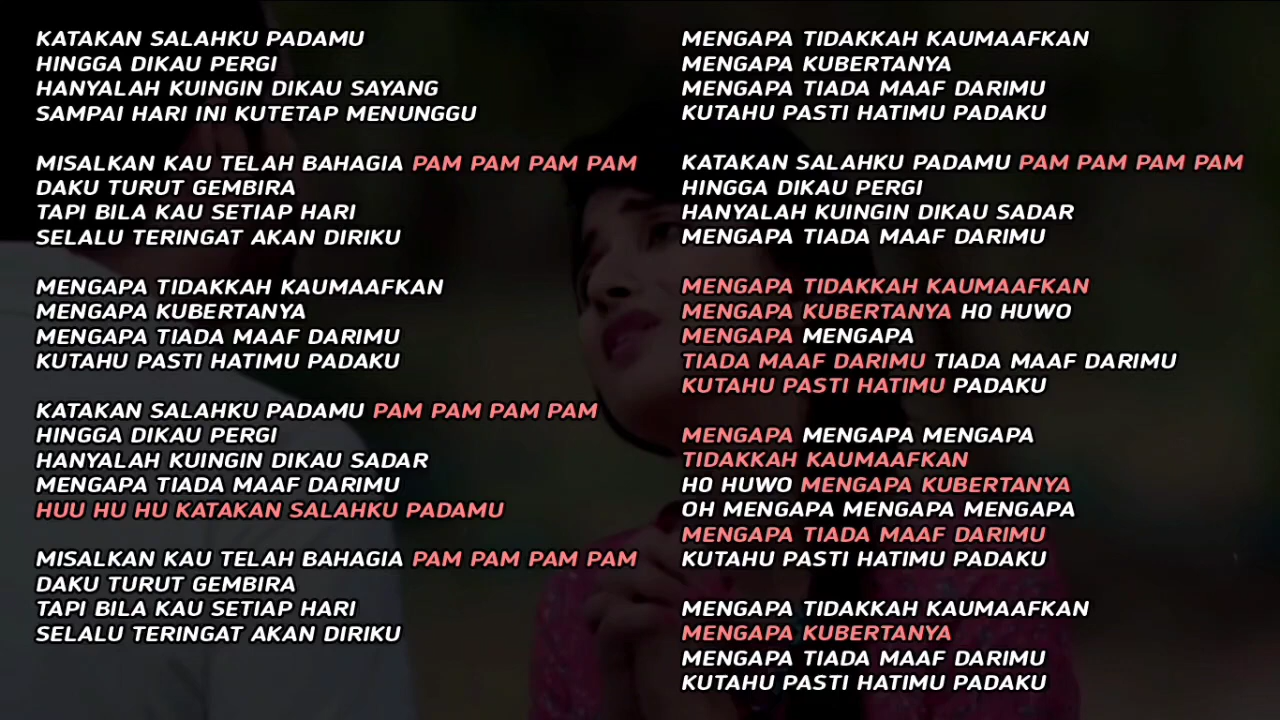 KATAKAN SALAHKU PADAMU
HINGGA DIKAU PERGI
HANYALAH KUINGIN DIKAU SAYANG
SAMPAI HARI INI KUTETAP MENUNGGU
MISALKAN KAU TELAH BAHAGIA PAM PAM PAM PAM
DAKU TURUT GEMBIRA
TAPI BILA KAU SETIAP HARI
SELALU TERINGAT AKAN DIRIKU
MENGAPA TIDAKKAH KAUMAAFKAN
MENGAPA KUBERTANYA
MENGAPA TIADA MAAF DARIMU
KUTAHU PASTI HATIMU PADAKU
KATAKAN SALAHKU PADAMU PAM PAM PAM PAM
HINGGA DIKAU PERGI
HANYALAH KUINGIN DIKAU SADAR
MENGAPA TIADA MAAF DARIMU
HUU HU HU KATAKAN SALAHKU PADAMU
MISALKAN KAU TELAH BAHAGIA PAM PAM PAM PAM
DAKU TURUT GEMBIRA
TAPI BILA KAU SETIAP HARI
SELALU TERINGAT AKAN DIRIKU
MENGAPA TIDAKKAH KAUMAAFKAN
MENGAPA KUBERTANYA
MENGAPA TIADA MAAF DARIMU
KUTAHU PASTI HATIMU PADAKU
KATAKAN SALAHKU PADAMU PAM PAM PAM PAM
HINGGA DIKAU PERGI
HANYALAH KUINGIN DIKAU SADAR
MENGAPA TIADA MAAF DARIMU
MENGAPA TIDAKKAH KAUMAAFKAN
MENGAPA KUBERTANYA HO HUWO
MENGAPA MENGAPA
TIADA MAAF DARIMU TIADA MAAF DARIMU
KUTAHU PASTI HATIMU PADAKU
MENGAPA MENGAPA MENGAPA
TIDAKKAH KAUMAAFKAN
HO HUWO MENGAPA KUBERTANYA
OH MENGAPA MENGAPA MENGAPA
MENGAPA TIADA MAAF DARIMU
KUTAHU PASTI HATIMU PADAKU
MENGAPA TIDAKKAH KAUMAAFKAN
MENGAPA KUBERTANYA
MENGAPA TIADA MAAF DARIMU
KUTAHU PASTI HATIMU PADAKU